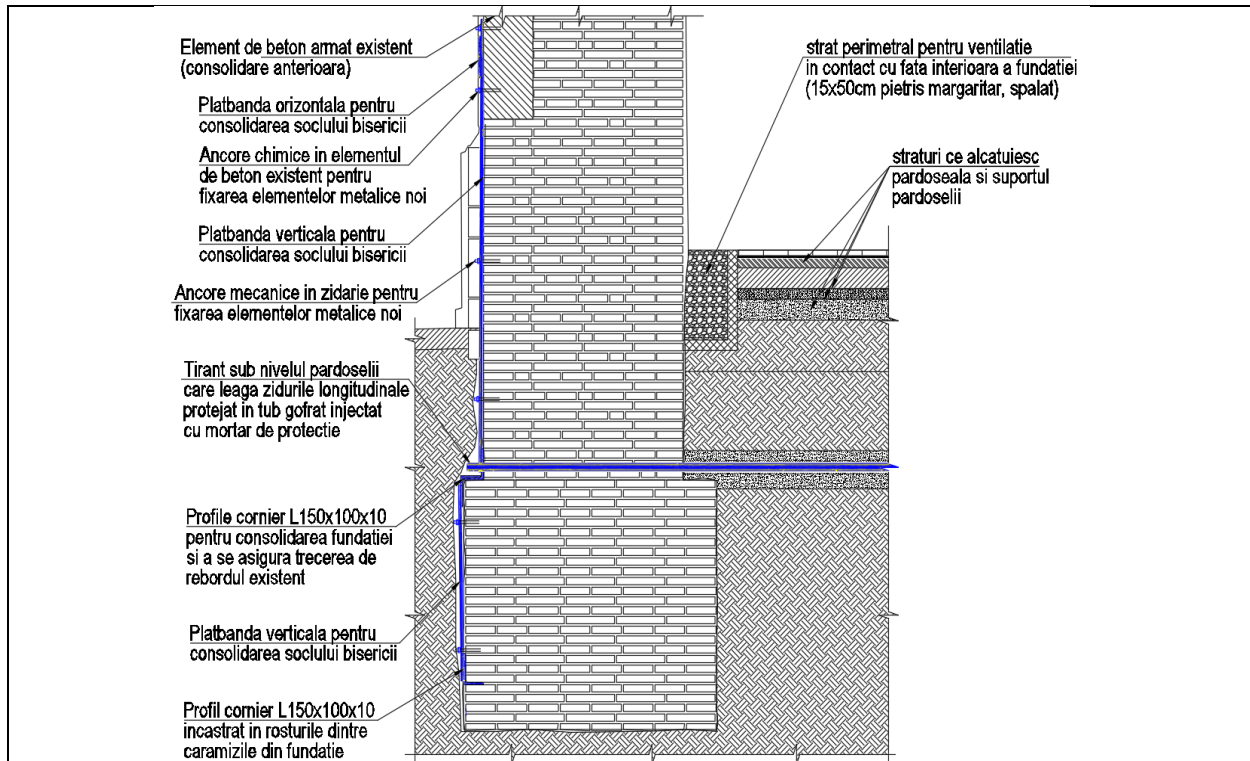 Element de beton armat existent
(consolidare anterioara)
Platbanda orizontala pentru
consolidarea soclului bisericii
Ancore chimice in elementul
de beton existent pentru
fixarea elementelor metalice noi
Platbanda verticala pentru
consolidarea soclului bisericii
Ancore mecanice in zidarie pentru
fixarea elementelor metalice noi
Tirant sub nivelul pardoselii
care leaga zidurile longitudinale
protejat in tub gofrat injectat
cu mortar de protectie
Profile cornier L150x100x10
pentru consolidarea fundatiei
si a se asigura trecerea de
rebordul existent
Platbanda verticala pentru
consolidarea soclului bisericii
Profil cornier L150x100x10
incastrat in rosturile dintre
caramizile din fundatie
strat perimetral pentru ventilatie
in contact cu fata interioara a fundatiei
(15x50cm pietris margaritar, spalat)
straturi ce alcatuiesc
pardoseala si suportul
pardoselii